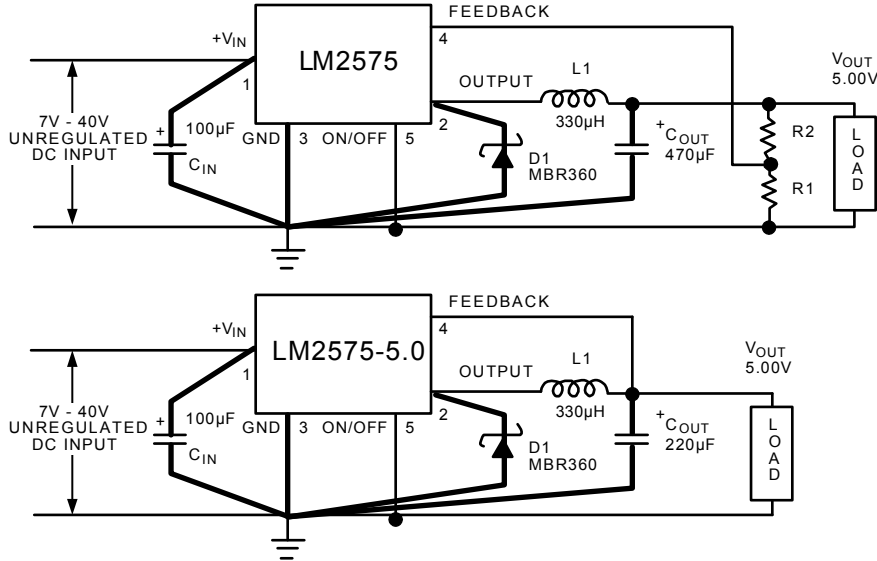 FEEDBACK
+VIN
4
LM2575
1
OUTPUT
L1
VOUT
5.00V
2
330µH
7V - 40V
UNREGULATED
DC INPUT
+
100µF
CIN
GND
3
ON/OFF
5
D1
MBR360
+
COUT
470µF
R2
R1
LOAD
FEEDBACK
+VIN
4
LM2575-5.0
1
OUTPUT
L1
VOUT
5.00V
2
330µH
7V - 40V
UNREGULATED
DC INPUT
+
100µF
CIN
GND
3
ON/OFF
5
D1
MBR360
+
COUT
220µF
LOAD